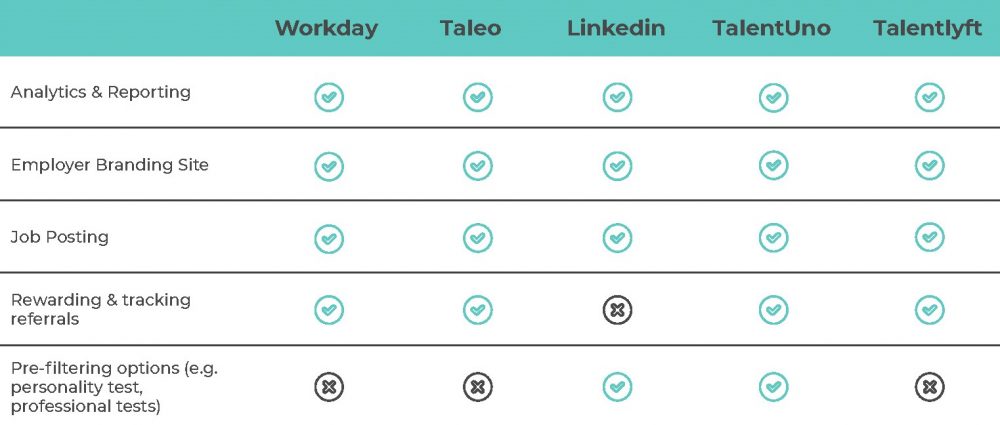 Workday Taleo Linkedin TalentUno Talentlyft
Analytics & Reporting
Employer Branding Site
Job Posting
Rewarding & tracking
referrals
Pre-filtering options (e.g.
personality test,
professional tests)